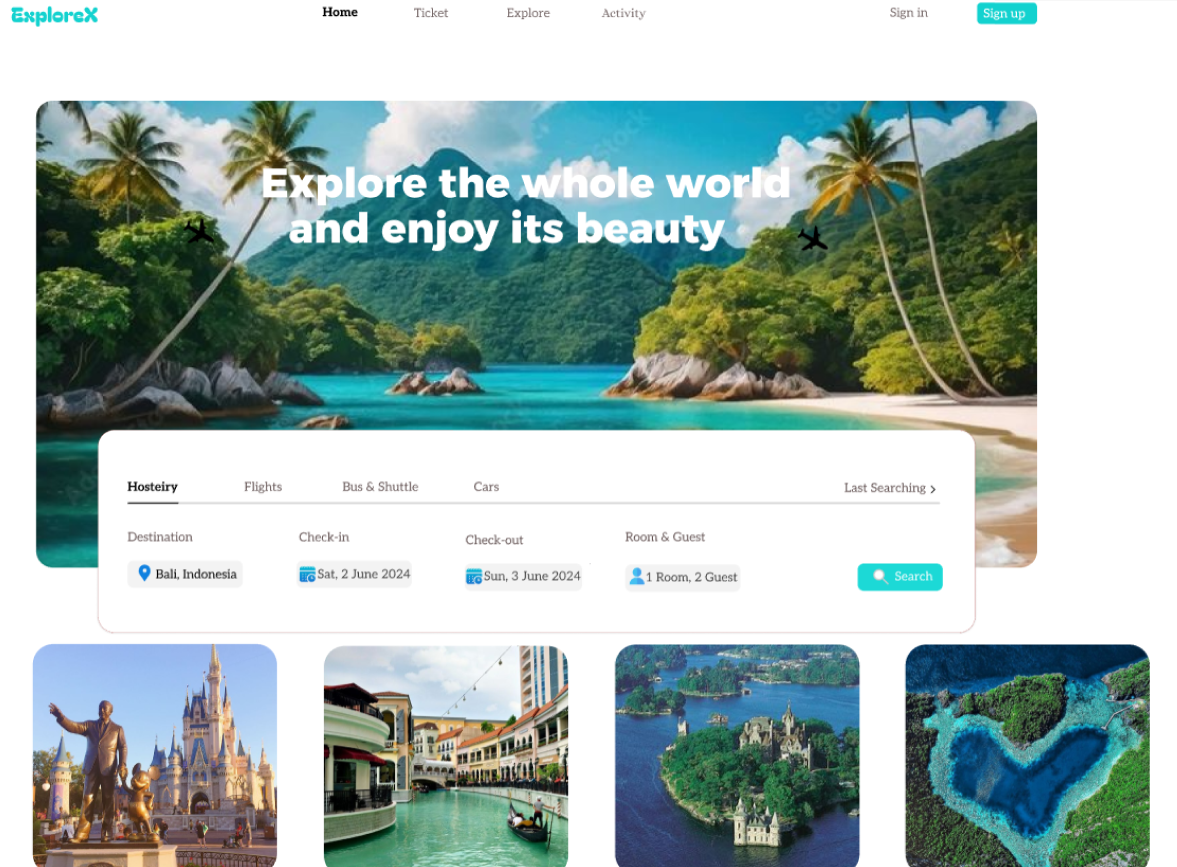 ExploreX
Home Ticket Explore Activity Sign in Sign up
Explore the whole world
and enjoy its beauty
Hosteiry Flights Bus & Shuttle Cars Last Searching >
Destination Check-in Check-out Room & Guest
Bali, Indonesia Sat, 2 June 2024 Sun, 3 June 2024 1 Room, 2 Guest Search